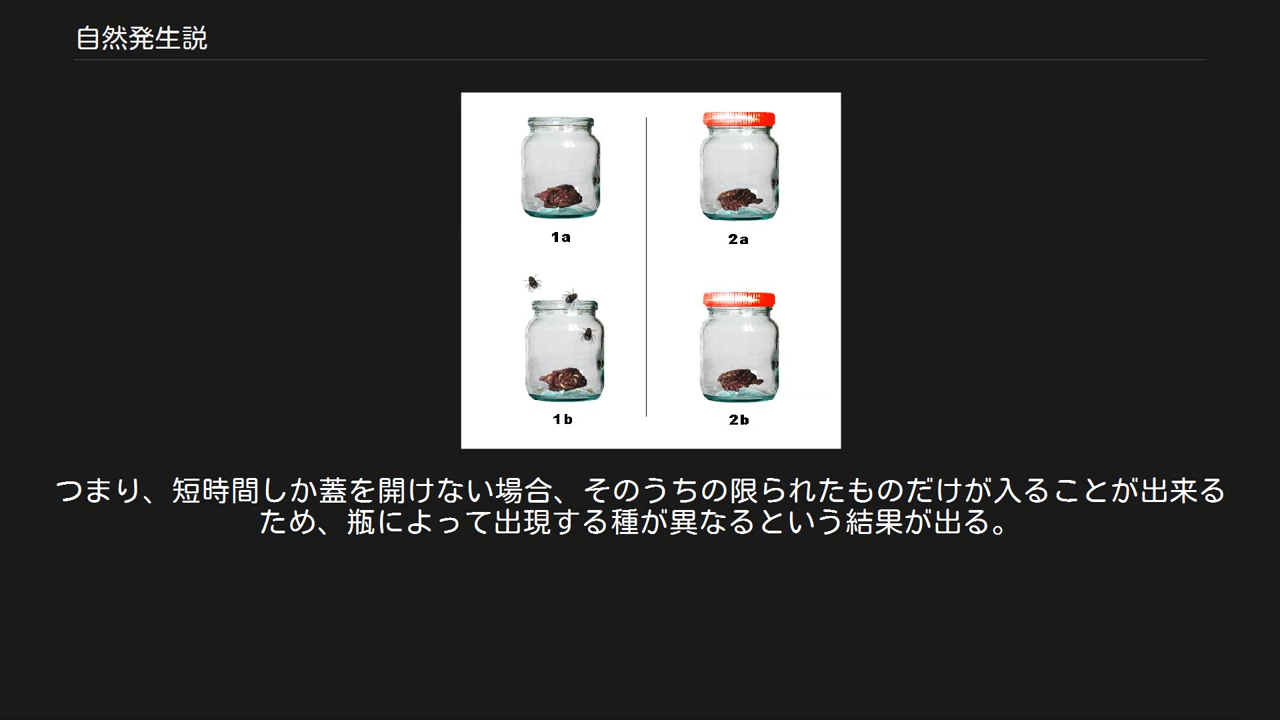 自然発生説
1a
2a
1b
2b
つまり、短時間しか蓋を開けない場合、そのうちの限られたものだけが入ることが出来る
ため、瓶によって出現する種が異なるという結果が出る。